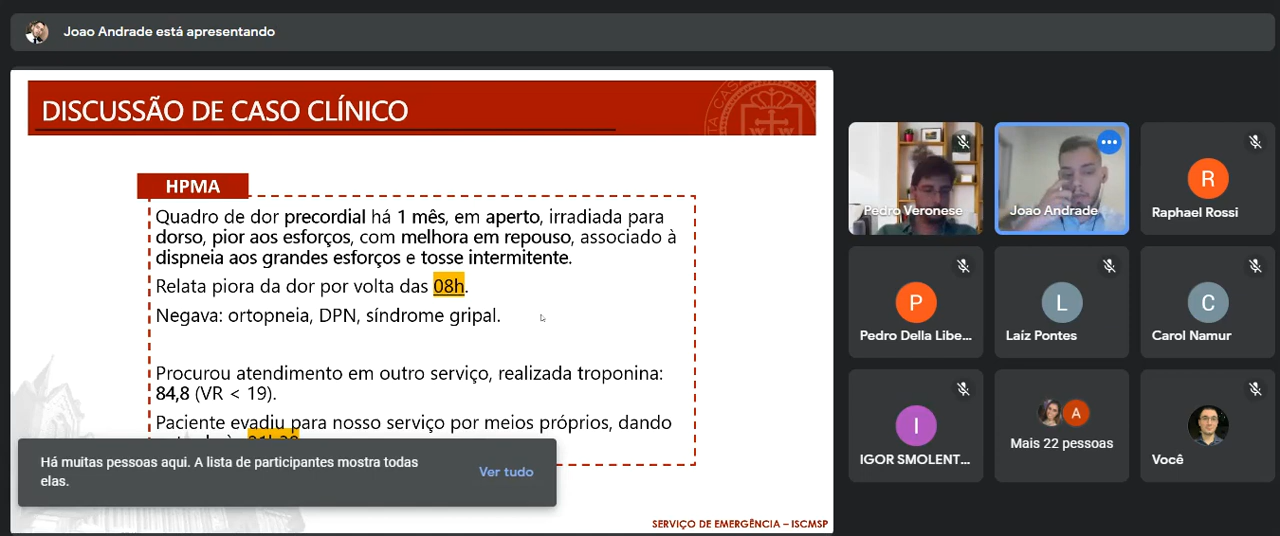 Joao Andrade está apresentando
DISCUSSÃO DE CASO CLÍNICO
HPMA
Quadro de dor precordial há 1 mês, em aperto, irradiada para
dorso, pior aos esforços, com melhora em repouso, associado à
dispneia aos grandes esforços e tosse intermitente.
Relata piora da dor por volta das 08h.
Negava: ortopneia, DPN, síndrome gripal.
Procurou atendimento em outro serviço, realizada troponina:
84,8 (VR < 19).
Paciente evadiu para nosso serviço por meios próprios, dando
Há muitas pessoas aqui. A lista de participantes mostra todas
elas.
Ver tudo
SERVIÇO DE EMERGÊNCIA – ISCMSP
Pedro Veronese
Joao Andrade
R
Raphael Rossi
P
Pedro Della Libe...
L
Laíz Pontes
C
Carol Namur
I
IGOR SMOLENT...
A
Mais 22 pessoas
Você